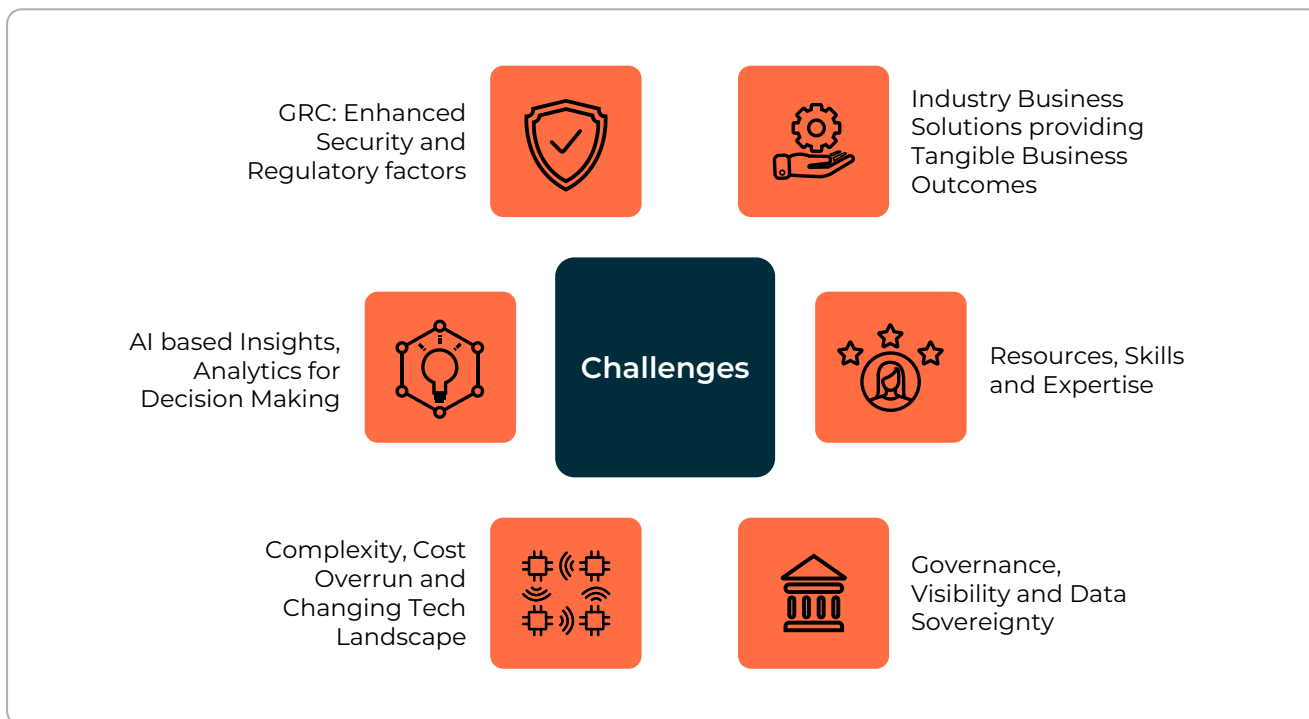 GRC: Enhanced
Security and
Regulatory factors
Industry Business
Solutions providing
Tangible Business
Outcomes
AI based Insights,
Analytics for
Decision Making
Challenges
Resources, Skills
and Expertise
Complexity, Cost
Overrun and
Changing Tech
Landscape
Governance,
Visibility and Data
Sovereignty